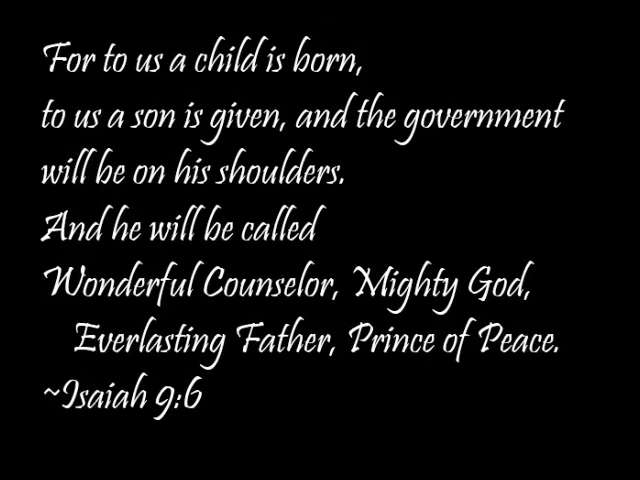 For to us a child is born,
to us a son is given, and the government
will be on his shoulders.
And he will be called
Wonderful Counselor, Mighty God,
Everlasting Father, Prince of Peace.
~Isaiah 9:6